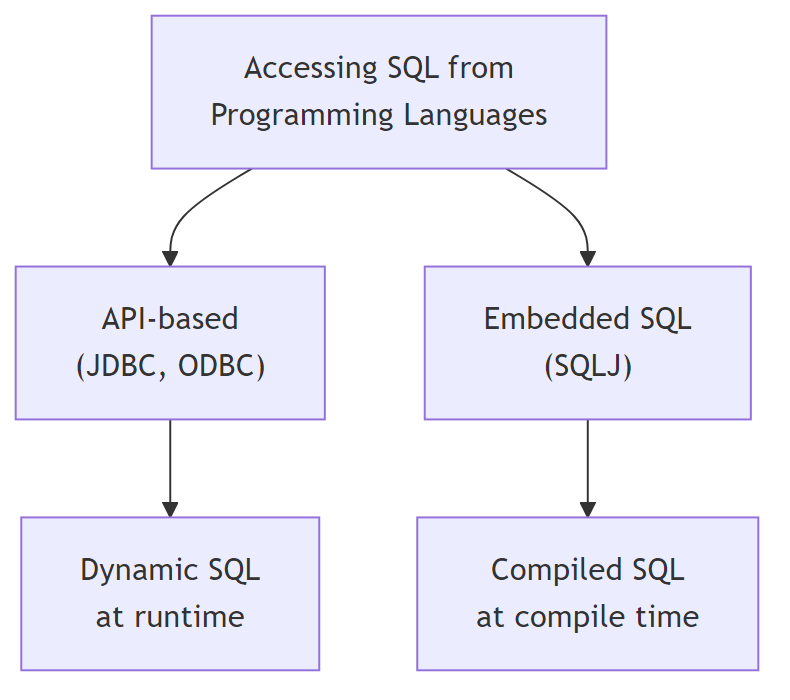 Accessing SQL from
Programming Languages
API-based
(JDBC, ODBC)
Embedded SQL
(SQLJ)
Dynamic SQL
at runtime
Compiled SQL
at compile time